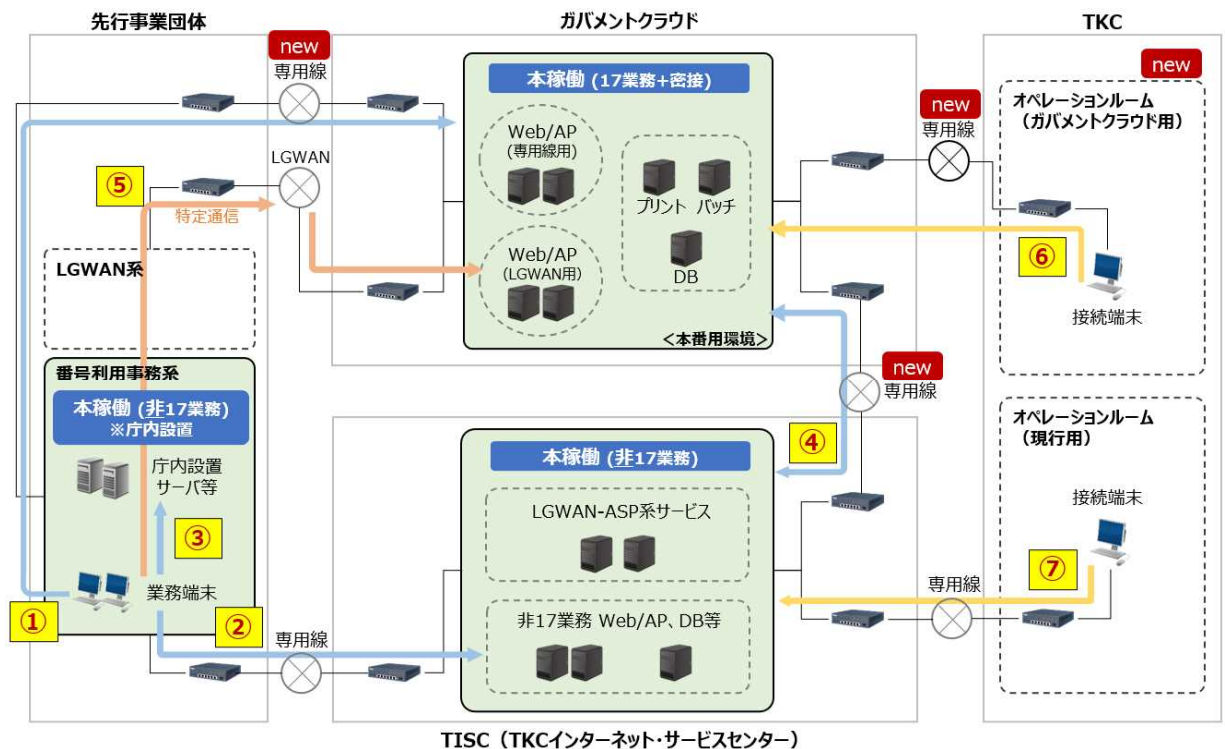 先行事業団体
ガバメントクラウド
TKC
new
専用線
本稼働 (17業務+密接)
Web/AP
(専用線用)
プリント
バッチ
DB
Web/AP
(LGWAN用)
<本番用環境>
LGWAN
⑤
特定通信
LGWAN系
番号利用事務系
本稼働 (非17業務)
※庁内設置
庁内設置
サーバ等
③
業務端末
①
②
専用線
new
専用線
new
オペレーションルーム
(ガバメントクラウド用)
⑥
接続端末
new
専用線
④
本稼働 (非17業務)
LGWAN-ASP系サービス
非17業務 Web/AP、DB等
オペレーションルーム
(現行用)
接続端末
⑦
専用線
TISC(TKCインターネット・サービスセンター)